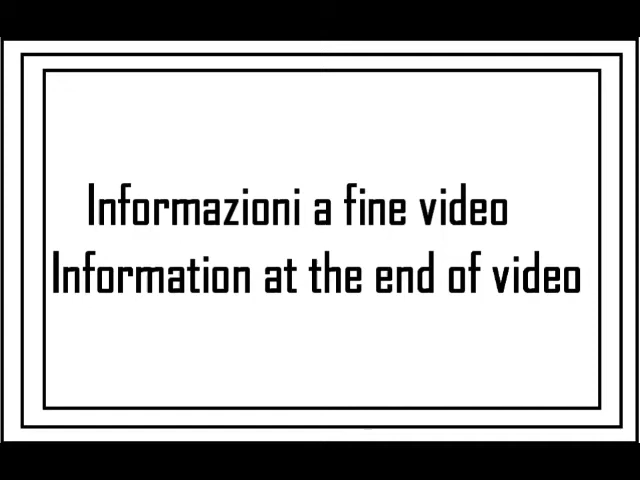 Informazioni a fine video
Information at the end of video